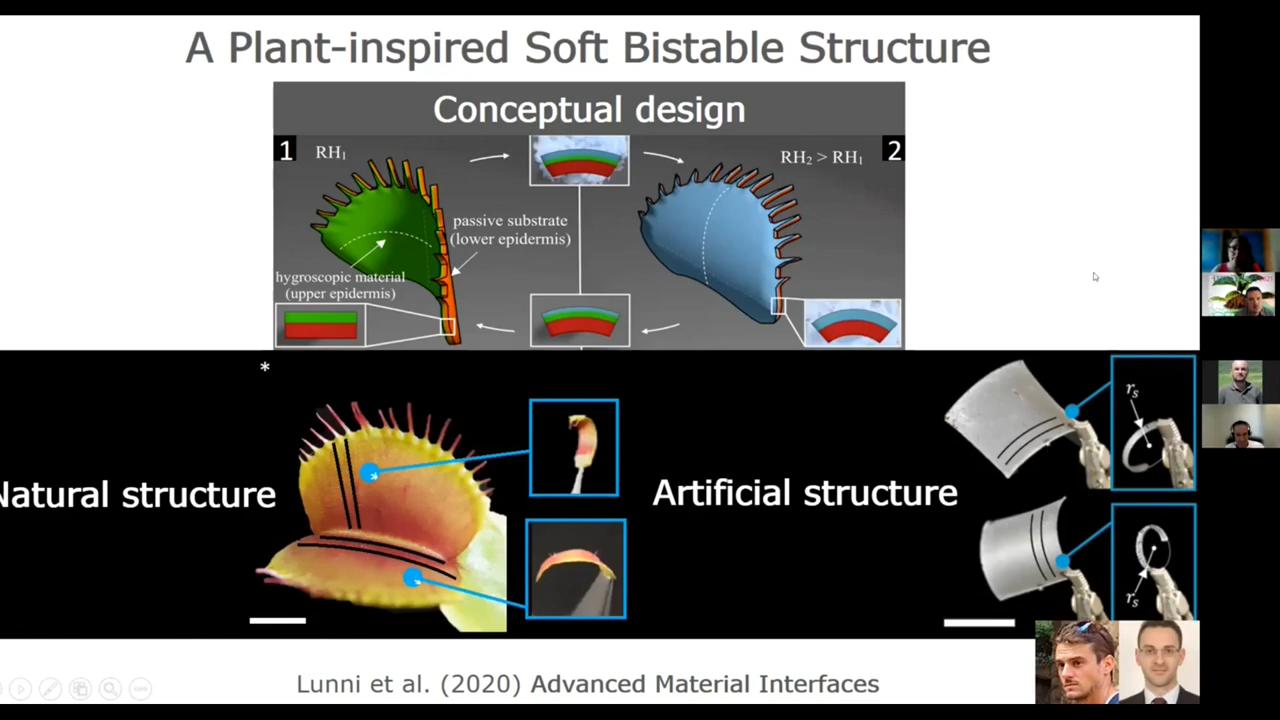 A Plant-inspired Soft Bistable Structure
Conceptual design
1
RH₁
RH₂ > RH₁
2
passive substrate
(lower epidermis)
hygroscopic material
(upper epidermis)
*
Natural structure
Artificial structure
rₛ
rₛ
Lunni et al. (2020) Advanced Material Interfaces